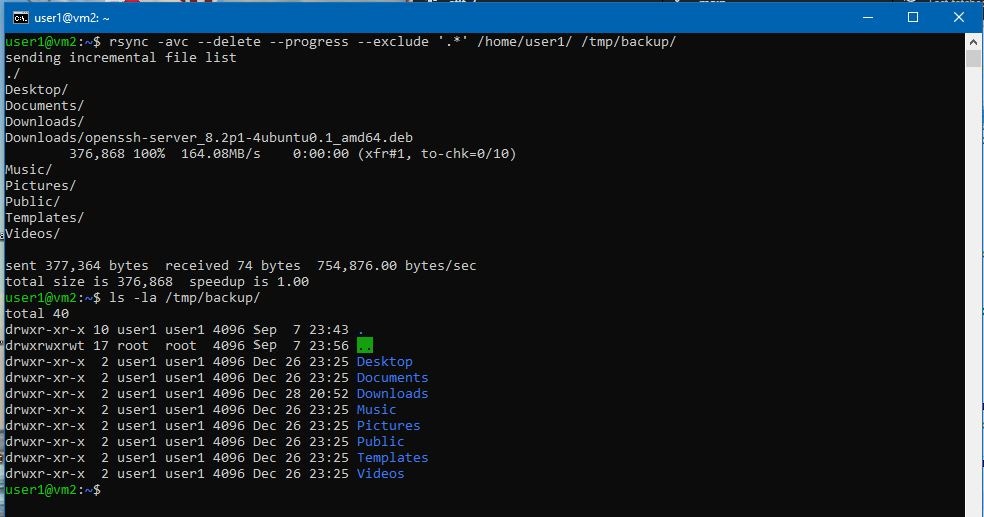 user1@vm2: ~
user1@vm2:~$ rsync -avc --delete --progress --exclude '.*' /home/user1/ /tmp/backup/
sending incremental file list
./
Desktop/
Documents/
Downloads/
Downloads/openssh-server_8.2p1-4ubuntu0.1_amd64.deb
        376,868 100%  164.08MB/s    0:00:00 (xfr#1, to-chk=0/10)
Music/
Pictures/
Public/
Templates/
Videos/

sent 377,364 bytes  received 74 bytes  754,876.00 bytes/sec
total size is 376,868  speedup is 1.00
user1@vm2:~$ ls -la /tmp/backup/
total 40
drwxr-xr-x 10 user1 user1 4096 Sep  7 23:43 .
drwxrwxrwt 17 root  root  4096 Sep  7 23:56 ..
drwxr-xr-x  2 user1 user1 4096 Dec 26 23:25 Desktop
drwxr-xr-x  2 user1 user1 4096 Dec 26 23:25 Documents
drwxr-xr-x  2 user1 user1 4096 Dec 28 20:52 Downloads
drwxr-xr-x  2 user1 user1 4096 Dec 26 23:25 Music
drwxr-xr-x  2 user1 user1 4096 Dec 26 23:25 Pictures
drwxr-xr-x  2 user1 user1 4096 Dec 26 23:25 Public
drwxr-xr-x  2 user1 user1 4096 Dec 26 23:25 Templates
drwxr-xr-x  2 user1 user1 4096 Dec 26 23:25 Videos
user1@vm2:~$